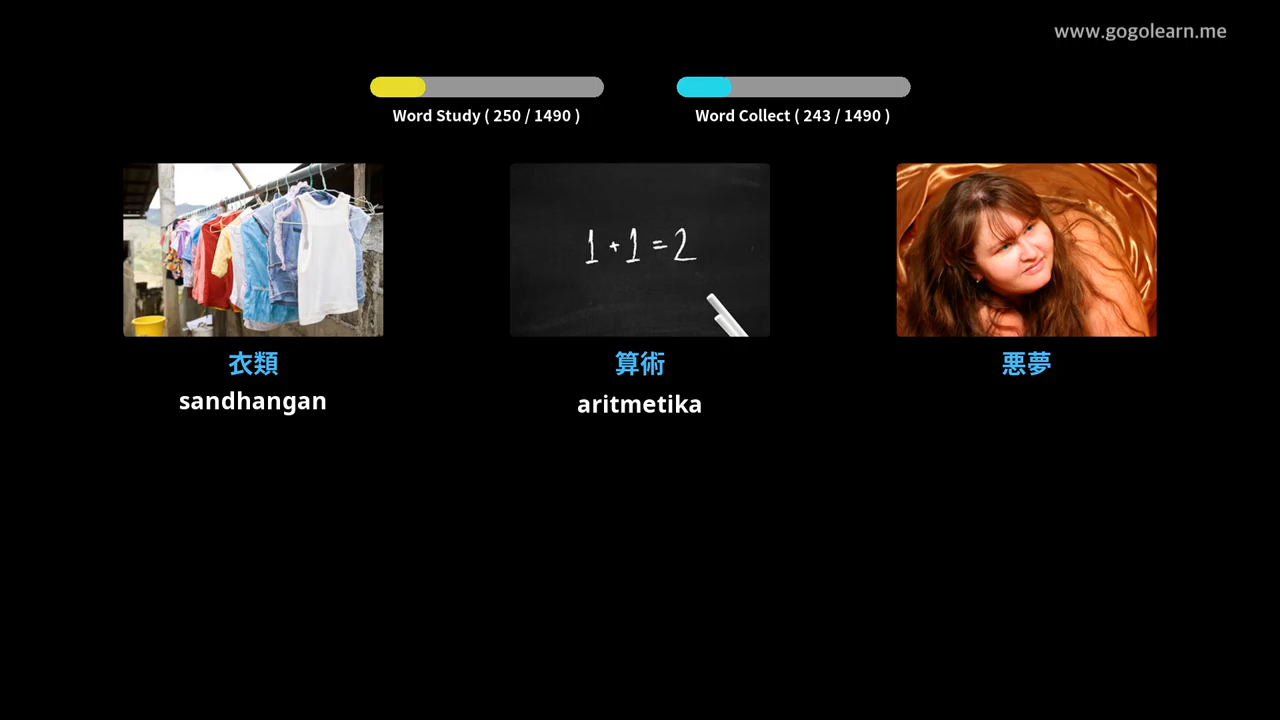 www.gogolearn.me
Word Study ( 250 / 1490 )
Word Collect ( 243 / 1490 )
1 + 1 = 2
衣類
算術
悪夢
sandhangan
aritmetika